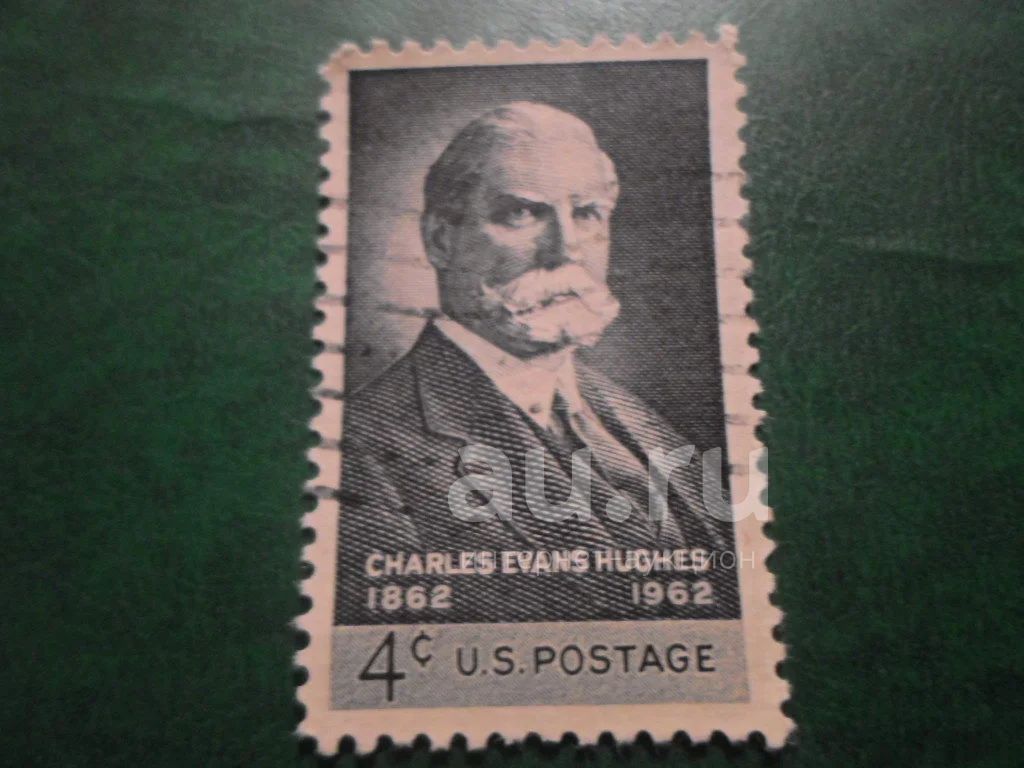 au.ru
CHARLES EVANS HUGHES
1862 1962
4¢ U.S. POSTAGE